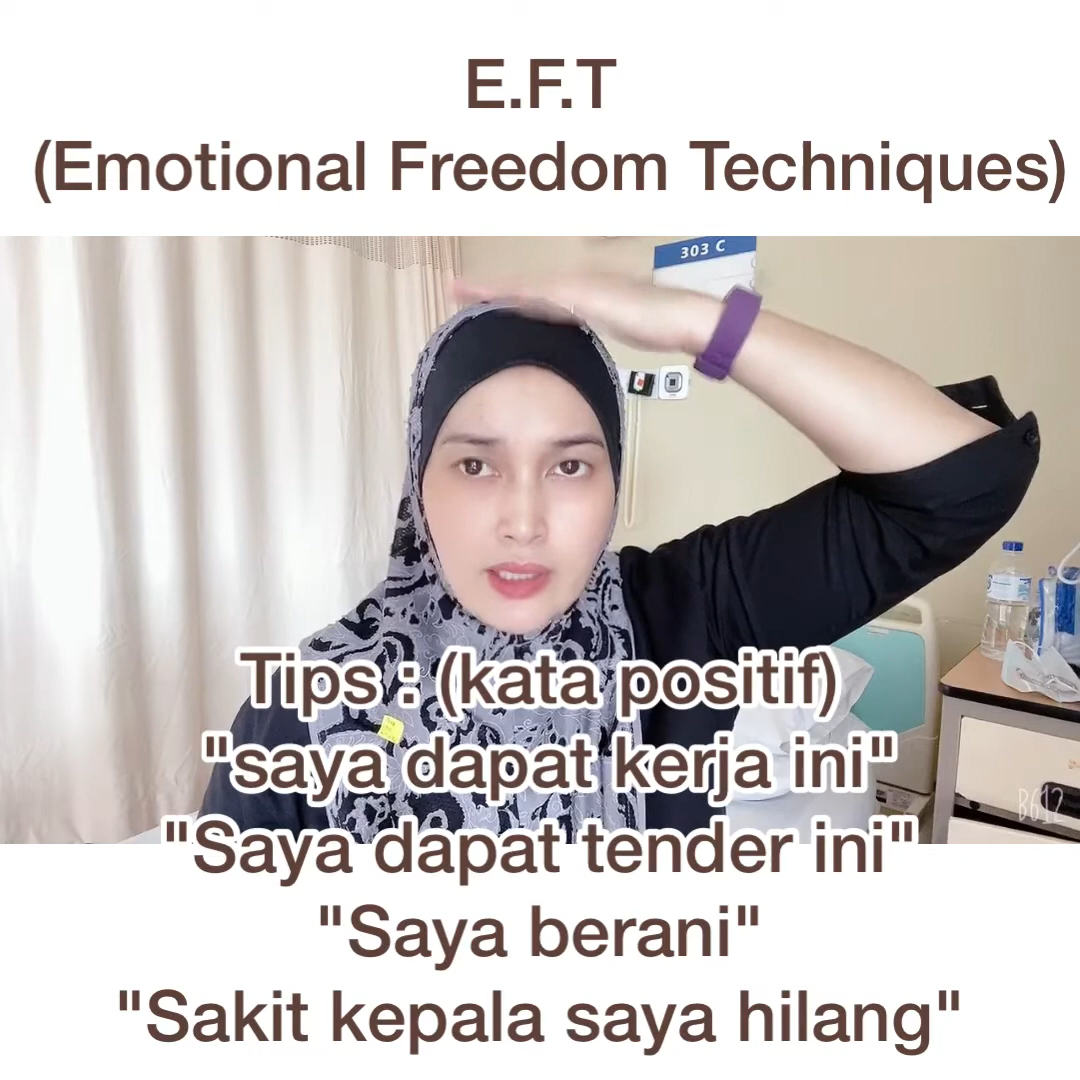 E.F.T
(Emotional Freedom Techniques)
303 C
Tips : (kata positif)
"saya dapat kerja ini"
"Saya dapat tender ini"
"Saya berani"
"Sakit kepala saya hilang"
B612